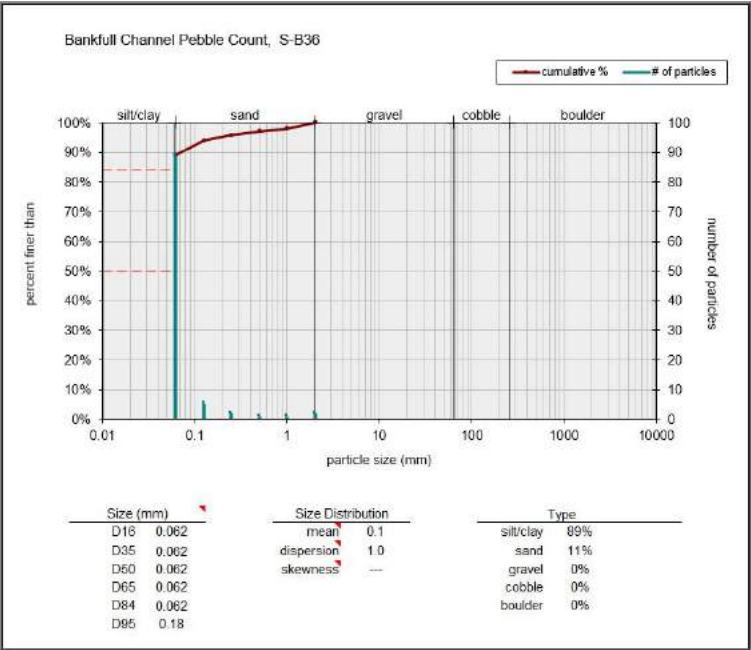 Bankfull Channel Pebble Count, S-B36
cumulative % # of particles
silt/clay sand gravel cobble boulder
100% 100
90% 90
80% 80
70% 70
60% 60
50% 50
40% 40
30% 30
20% 20
10% 10
0% 0
percent finer than
number of particles
0.01 0.1 1 10 100 1000 10000
particle size (mm)
Size (mm) Size Distribution Type
D16 0.062 mean 0.1 silt/clay 89%
D35 0.062 dispersion 1.0 sand 11%
D50 0.062 skewness --- gravel 0%
D65 0.062 cobble 0%
D84 0.062 boulder 0%
D95 0.18